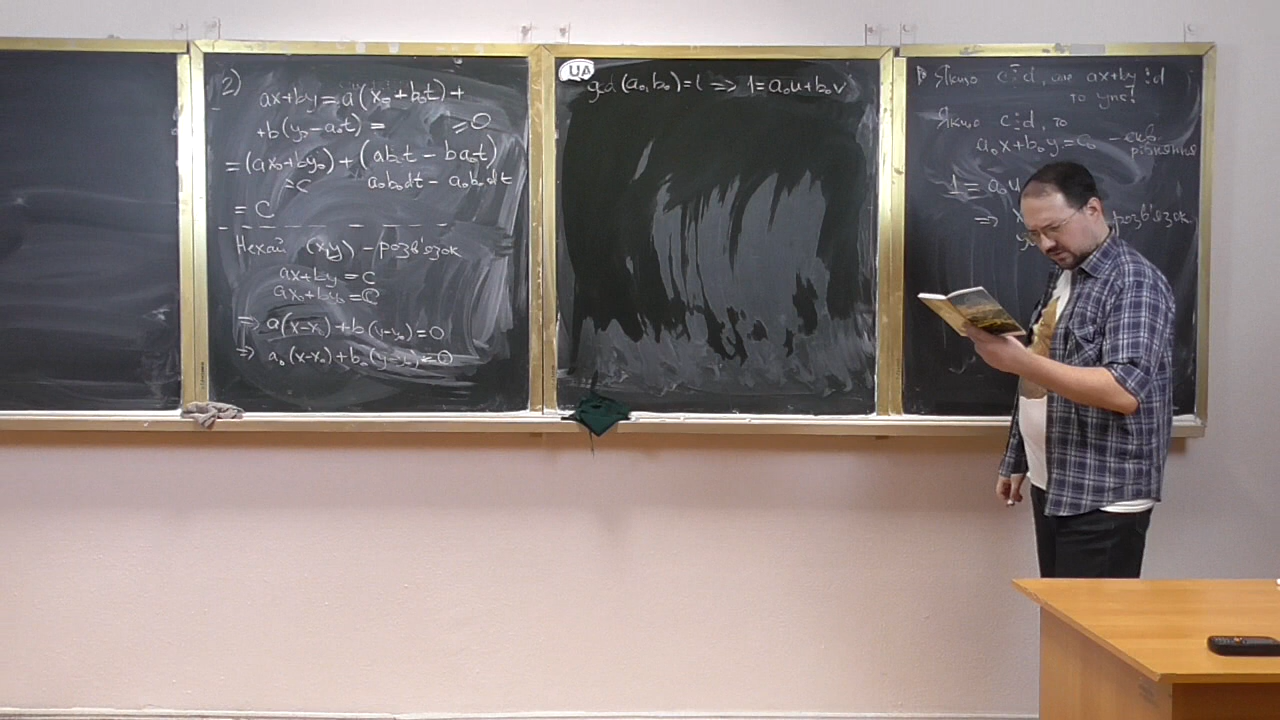 2)
ax+by = a(x₀+b₀t)+
+b(y₀-a₀t) =
=0
= (ax₀+by₀) + (ab₀t - ba₀t)
=c a₀b₀dt - a₀b₀dt
= C
Нехай (x,y) - розв'язок
ax+by = c
ax₀+by₀ = c
=> a(x-x₀)+b(y-y₀)=0
=> a₀(x-x₀)+b₀(y-y₀)=0
UA
gcd(a₀,b₀)=1 => 1=a₀u+b₀v
Якщо c⋮̸d, але ax+by⋮d
то
Якщо c⋮d, то
a₀x+b₀y=c₀ - екв.
рівняння
1 = a₀u
=> розв'язок